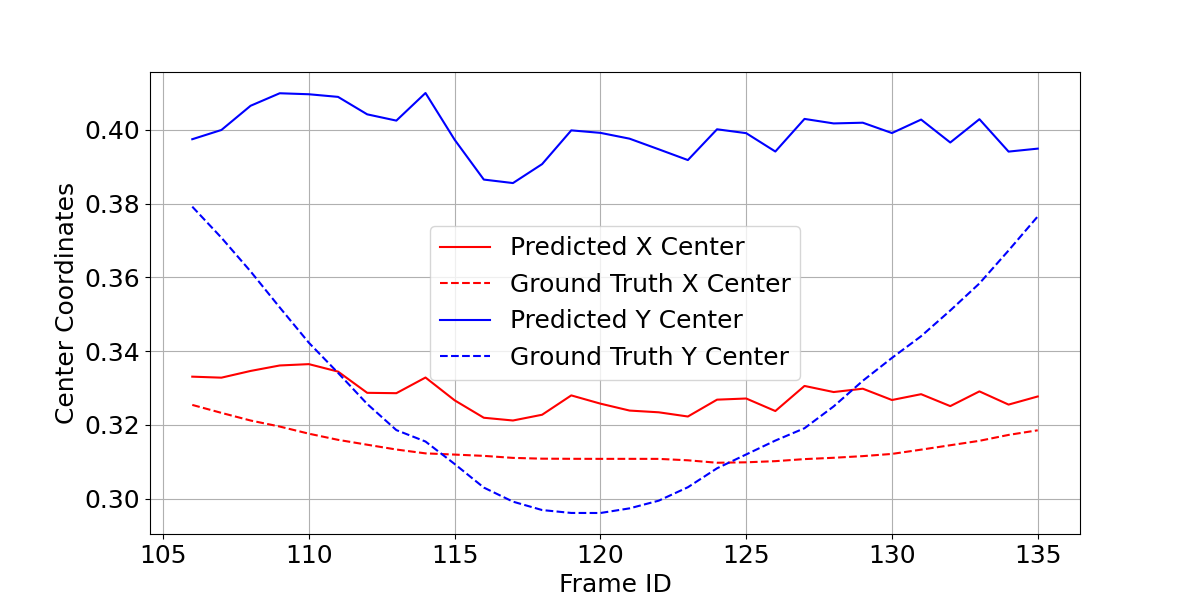 0.40
0.38
0.36
0.34
0.32
0.30
Center Coordinates
Predicted X Center
Ground Truth X Center
Predicted Y Center
Ground Truth Y Center
105 110 115 120 125 130 135
Frame ID